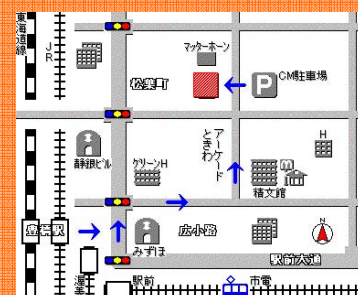 東海道線
JR
マッターホーン
松葉町
P
CM駐車場
アーケード
ときわ
H
静銀ビル
グリーンH
精文館
豊橋駅
広小路
N
みずほ
駅前大通
渥美
駅前
市電